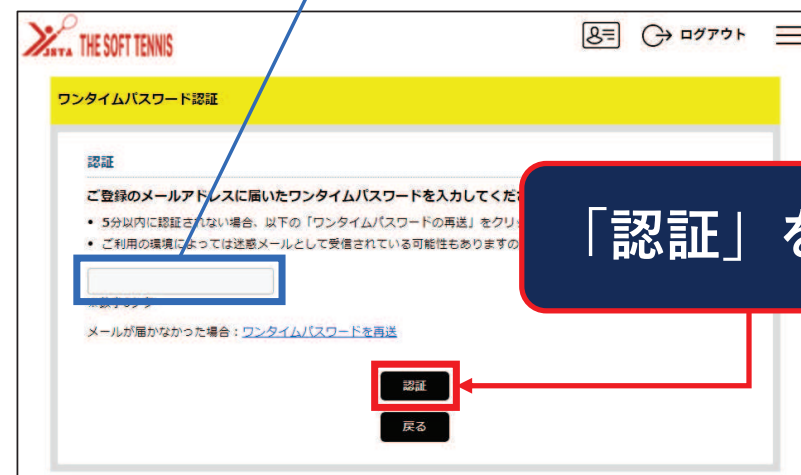 JSTA THE SOFT TENNIS
ログアウト
ワンタイムパスワード認証
認証
ご登録のメールアドレスに届いたワンタイムパスワードを入力してくだ
• 5分以内に認証されない場合、以下の「ワンタイムパスワードの再送」をクリ
• ご利用の環境によっては迷惑メールとして受信されている可能性もありますの
「認証」を
メールが届かなかった場合：ワンタイムパスワードを再送
認証
戻る